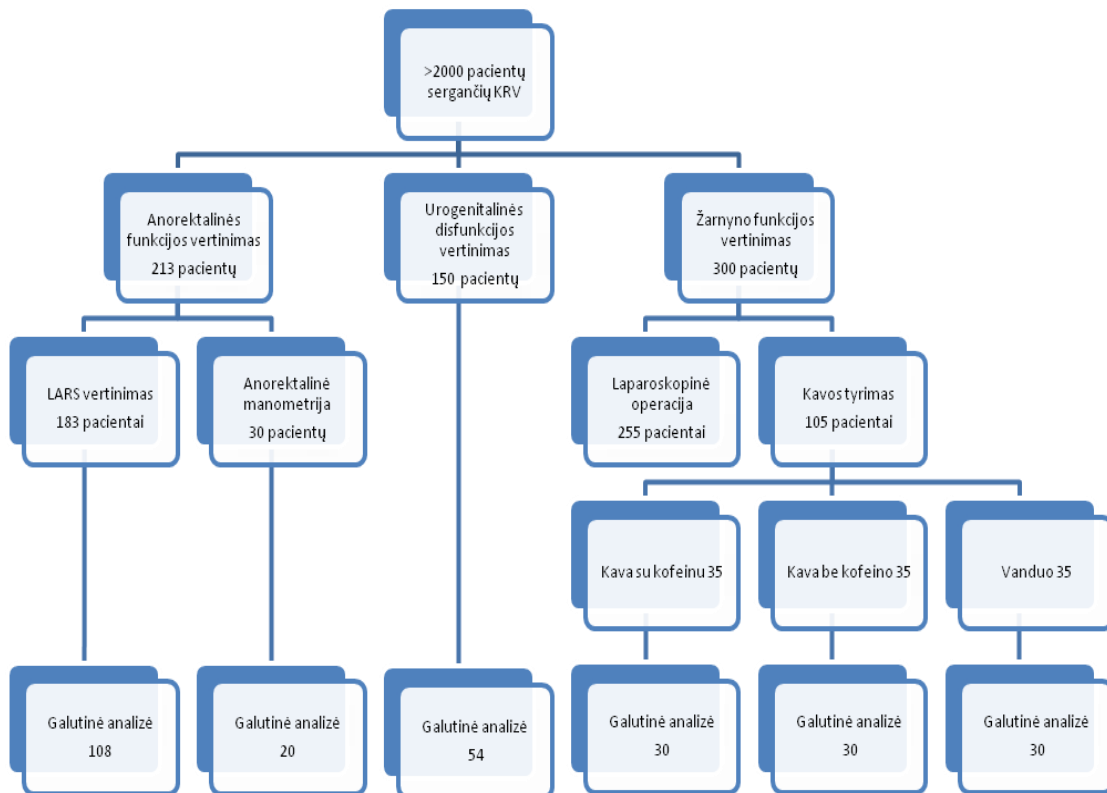 >2000 pacientų
sergančių KRV
Anorektalinės
funkcijos vertinimas
213 pacientų
Urogenitalinės
disfunkcijos
vertinimas
150 pacientų
Žarnyno funkcijos
vertinimas
300 pacientų
LARS vertinimas
183 pacientai
Anorektalinė
manometrija
30 pacientų
Laparoskopinė
operacija
255 pacientai
Kavos tyrimas
105 pacientai
Kava su kofeinu 35
Kava be kofeino 35
Vanduo 35
Galutinė analizė
108
Galutinė analizė
20
Galutinė analizė
54
Galutinė analizė
30
Galutinė analizė
30
Galutinė analizė
30